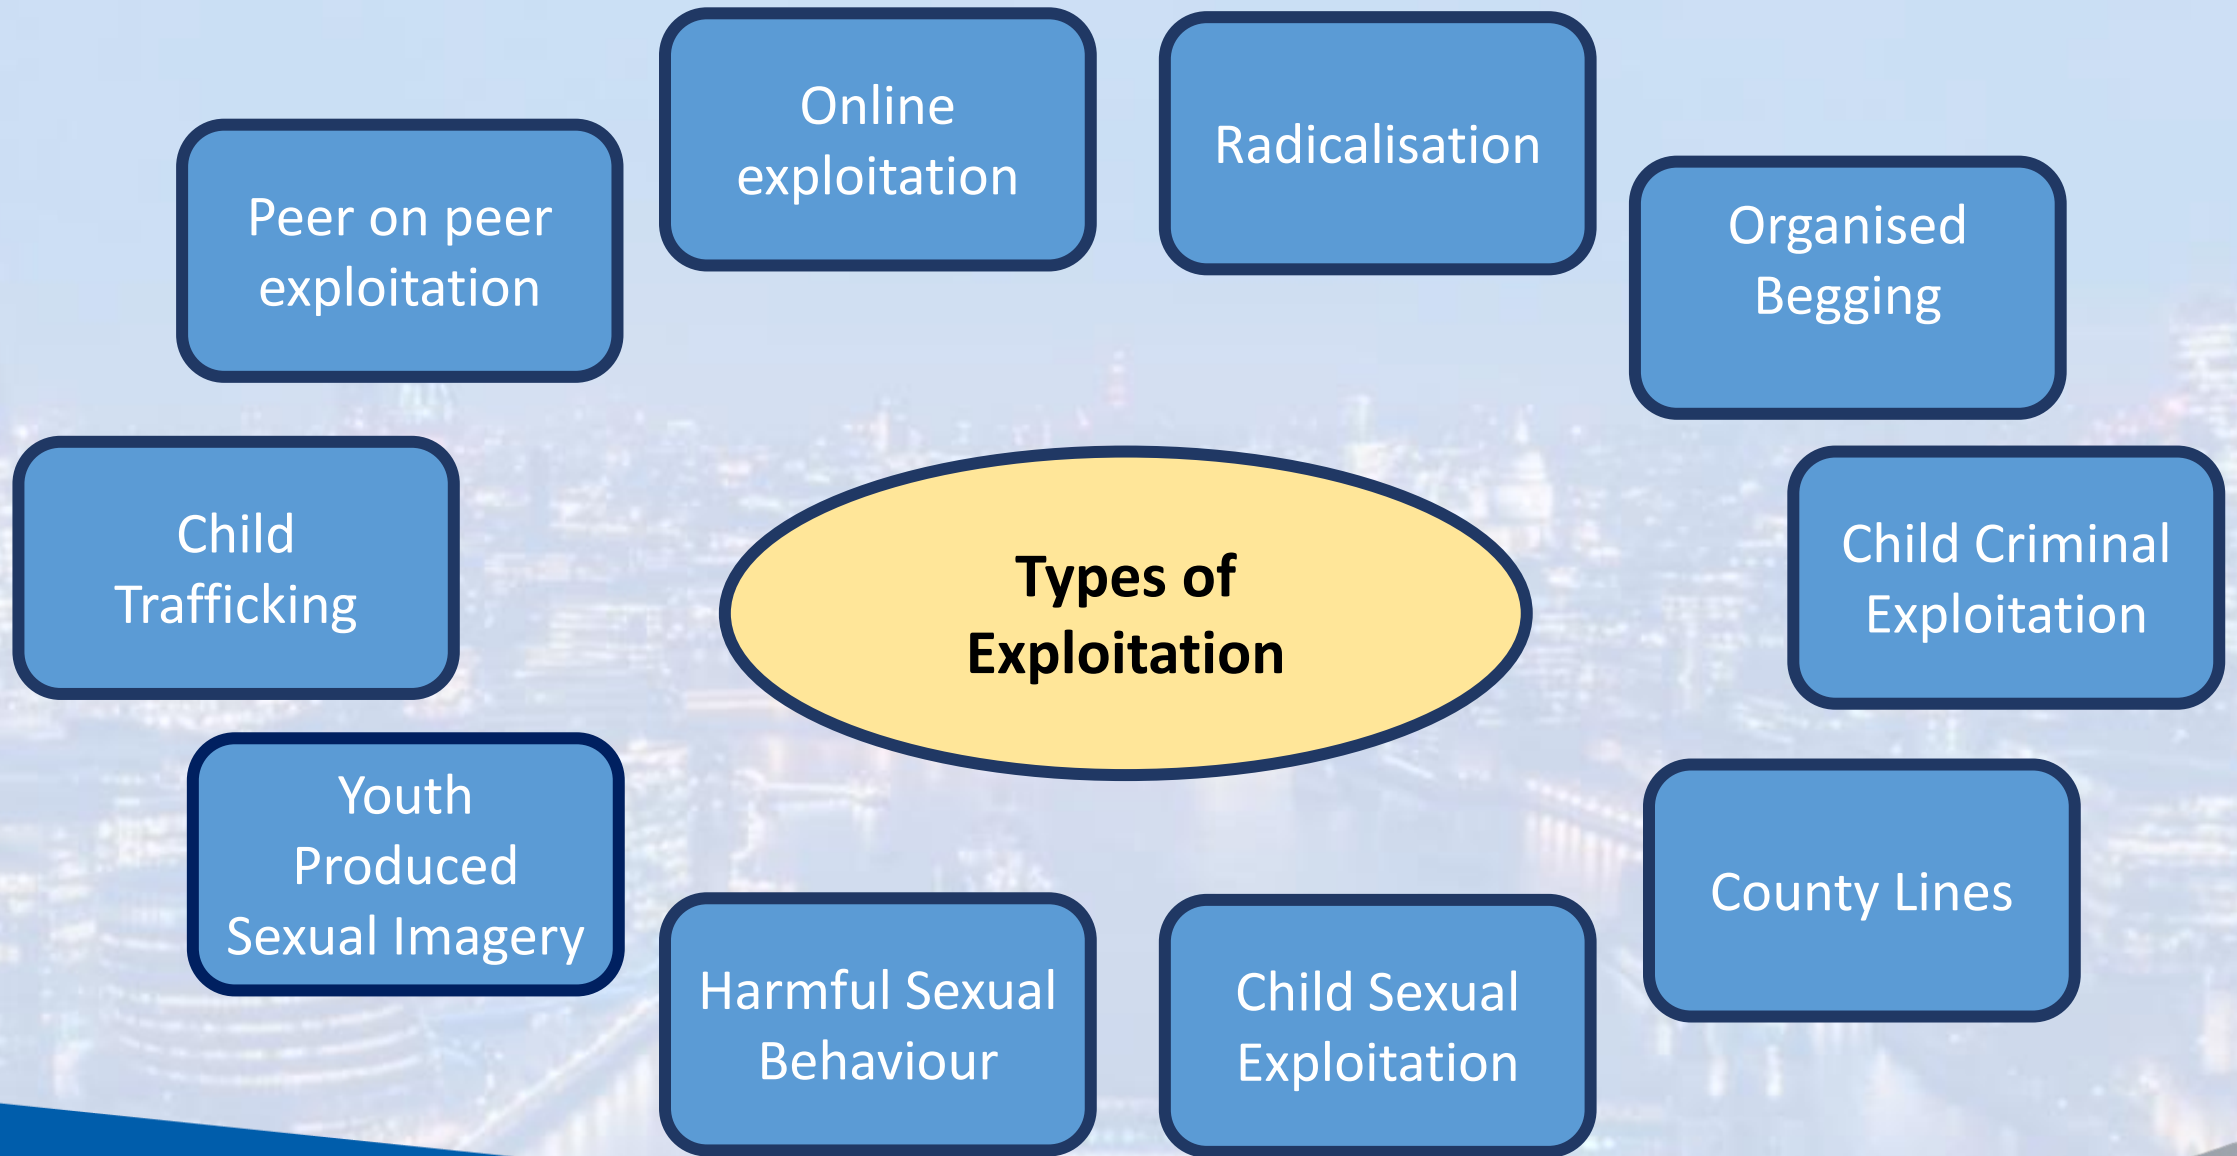 Online
exploitation
Radicalisation
Peer on peer
exploitation
Organised
Begging
Child
Trafficking
Types of
Exploitation
Child Criminal
Exploitation
Youth
Produced
Sexual Imagery
County Lines
Harmful Sexual
Behaviour
Child Sexual
Exploitation